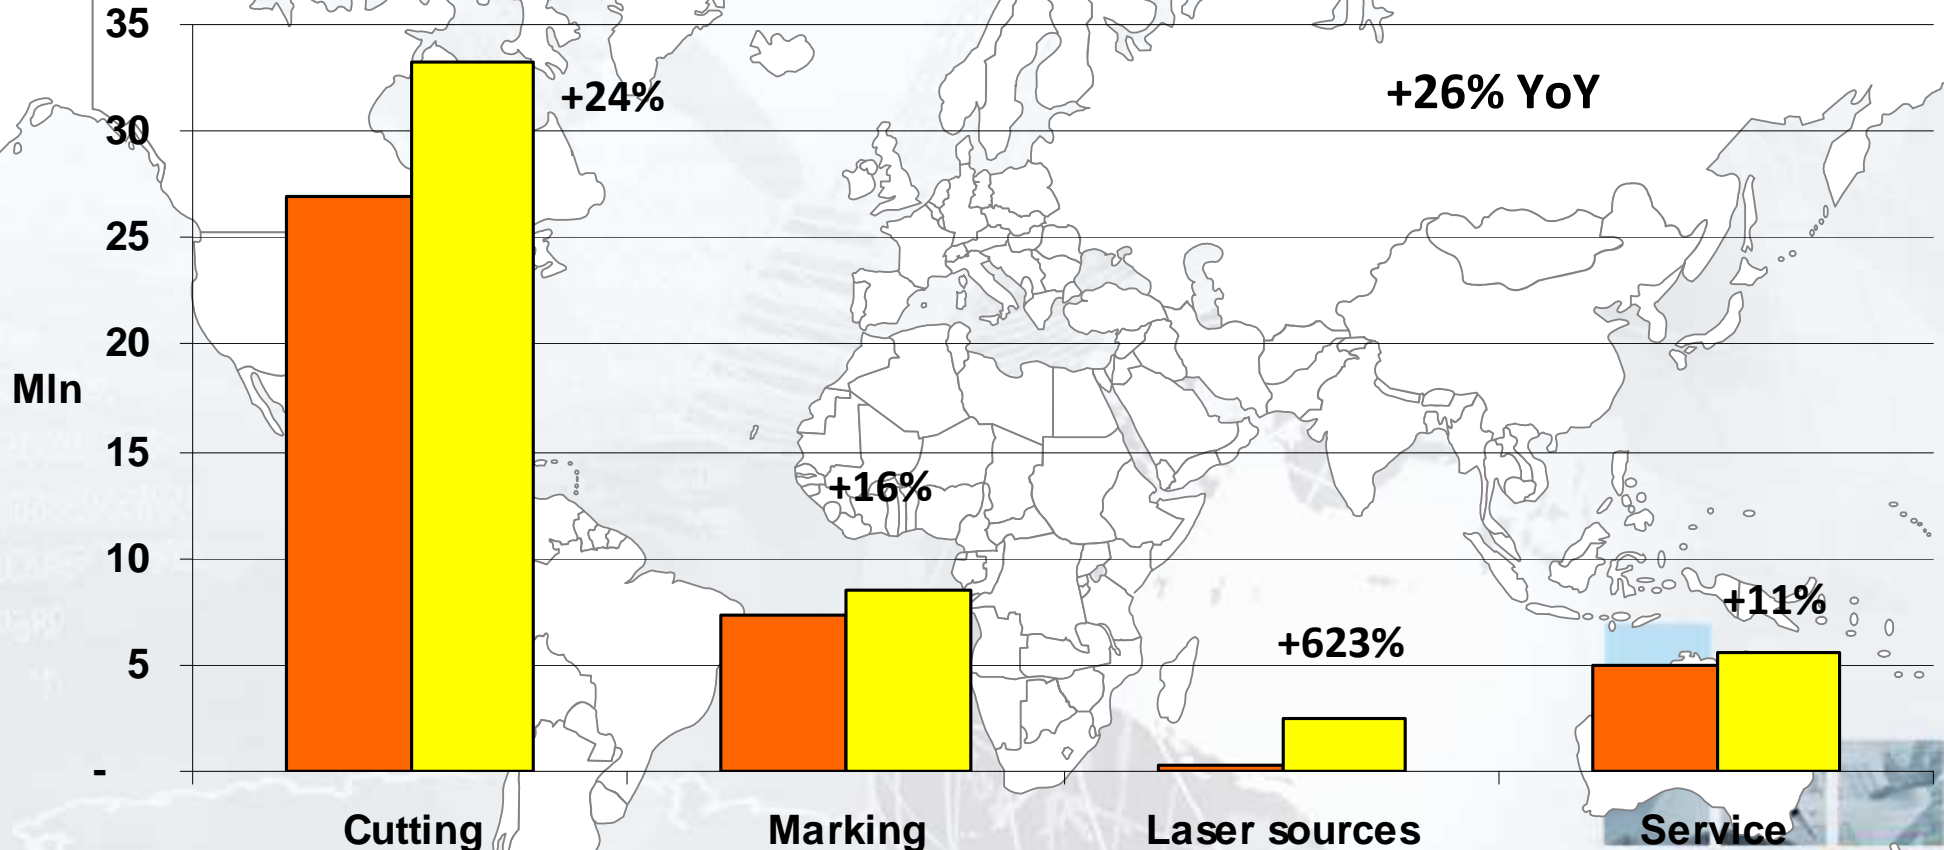 35
+24%
+26% YoY
30
25
20
Mln
15
+16%
10
+11%
+623%
5
-
Cutting
Marking
Laser sources
Service